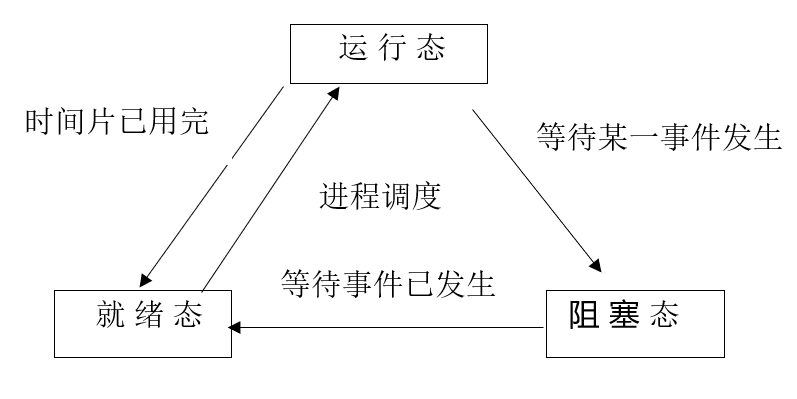 运行态
时间片已用完
等待某一事件发生
进程调度
等待事件已发生
就绪态
阻塞态